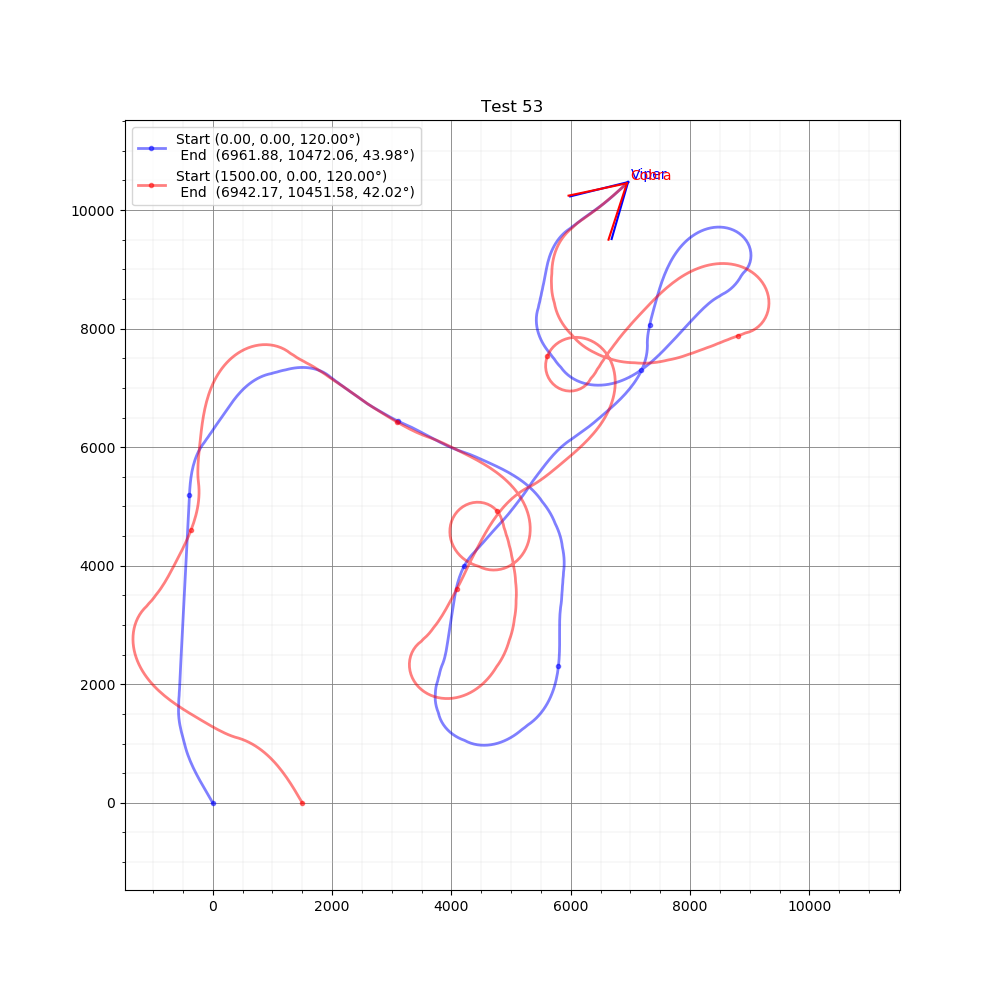 Test 53
Start (0.00, 0.00, 120.00°)
End (6961.88, 10472.06, 43.98°)
Start (1500.00, 0.00, 120.00°)
End (6942.17, 10451.58, 42.02°)
10000
8000
6000
4000
2000
0
0 2000 4000 6000 8000 10000